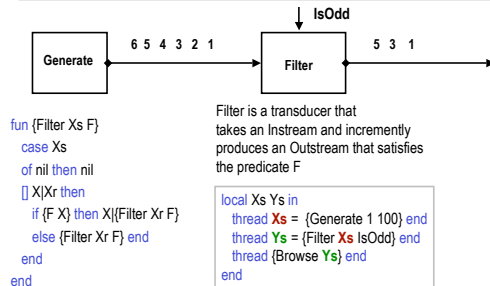 IsOdd
6 5 4 3 2 1
5 3 1
Generate
Filter
fun {Filter Xs F}
case Xs
of nil then nil
[] X|Xr then
if {F X} then X|{Filter Xr F}
else {Filter Xr F} end
end
end
Filter is a transducer that
takes an Instream and incremently
produces an Outstream that satisfies
the predicate F
local Xs Ys in
thread Xs = {Generate 1 100} end
thread Ys = {Filter Xs IsOdd} end
thread {Browse Ys} end
end